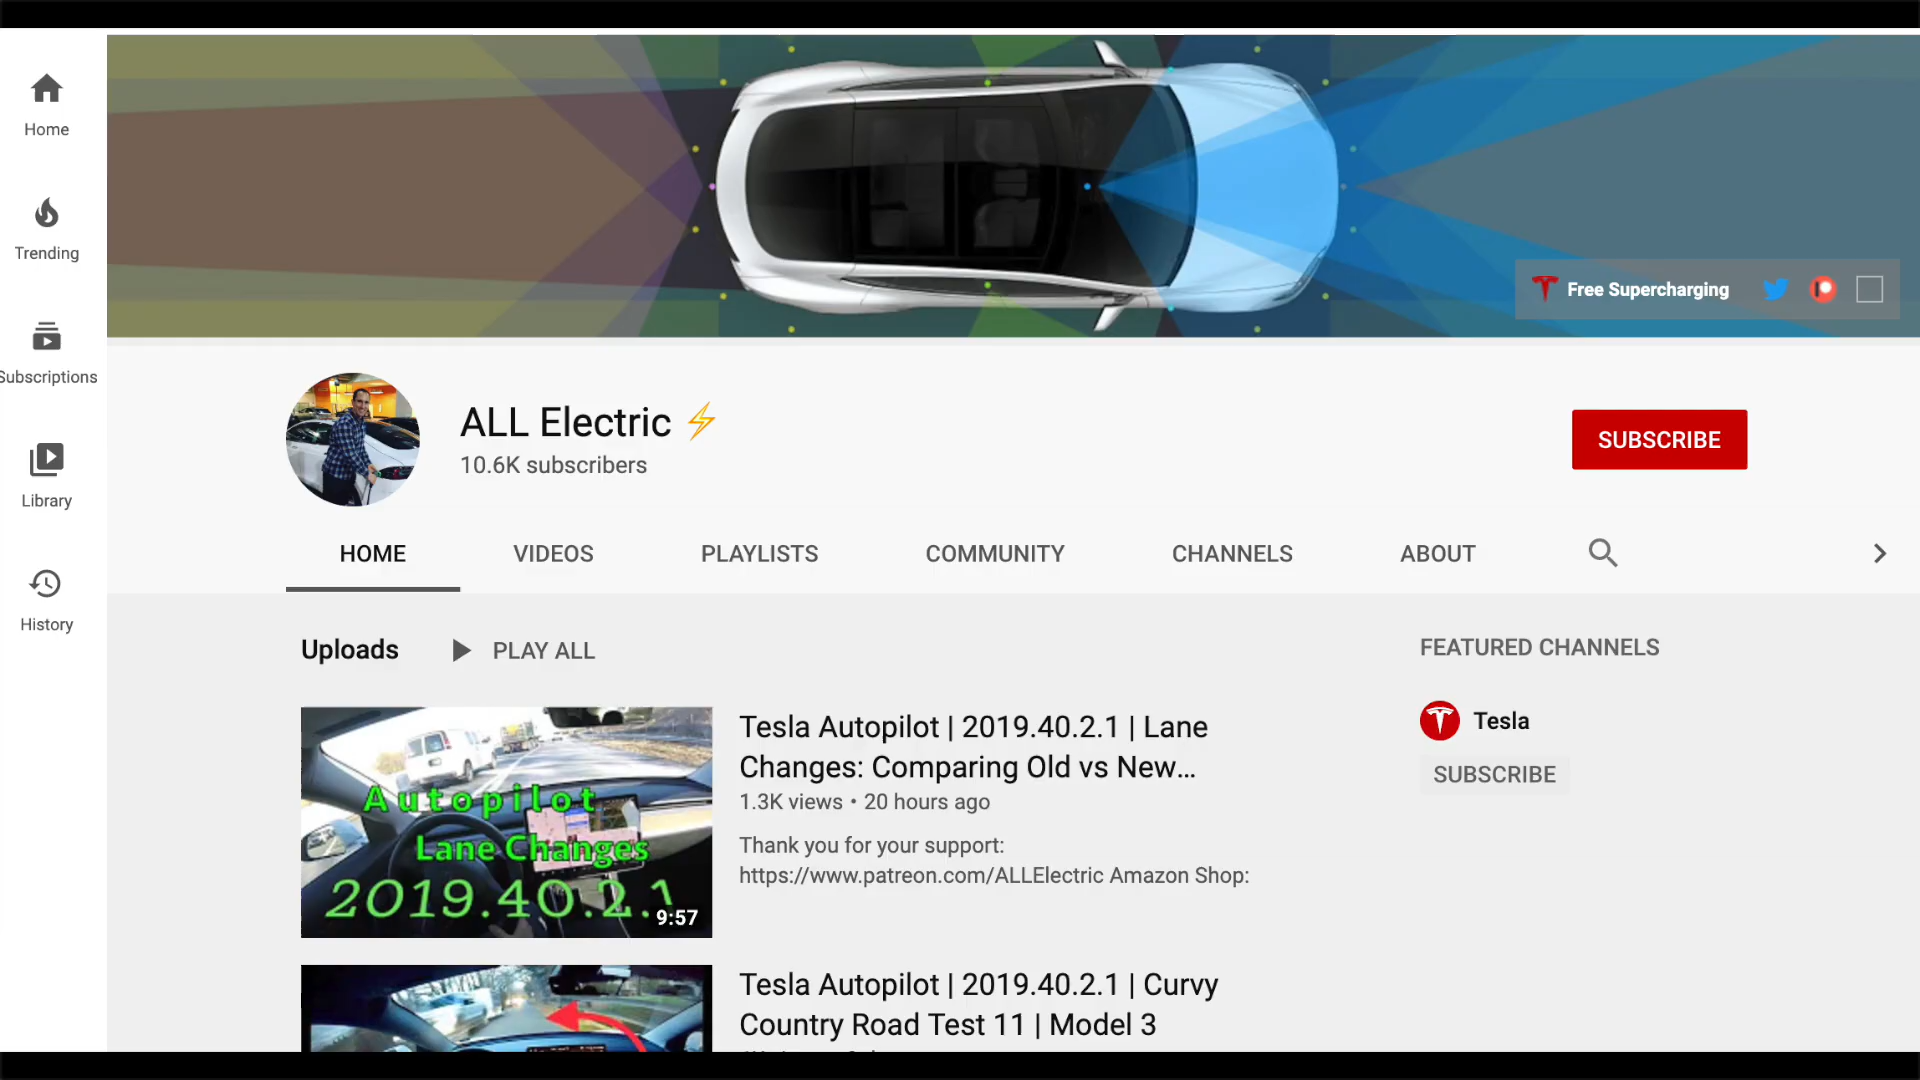 Home
Trending
Subscriptions
Library
History
Free Supercharging
ALL Electric ⚡
10.6K subscribers
SUBSCRIBE
HOME
VIDEOS
PLAYLISTS
COMMUNITY
CHANNELS
ABOUT
Uploads
PLAY ALL
Autopilot
Lane Changes
2019.40.2.1
9:57
Tesla Autopilot | 2019.40.2.1 | Lane
Changes: Comparing Old vs New...
1.3K views • 20 hours ago
Thank you for your support:
https://www.patreon.com/ALLElectric Amazon Shop:
Tesla Autopilot | 2019.40.2.1 | Curvy
Country Road Test 11 | Model 3
FEATURED CHANNELS
Tesla
SUBSCRIBE